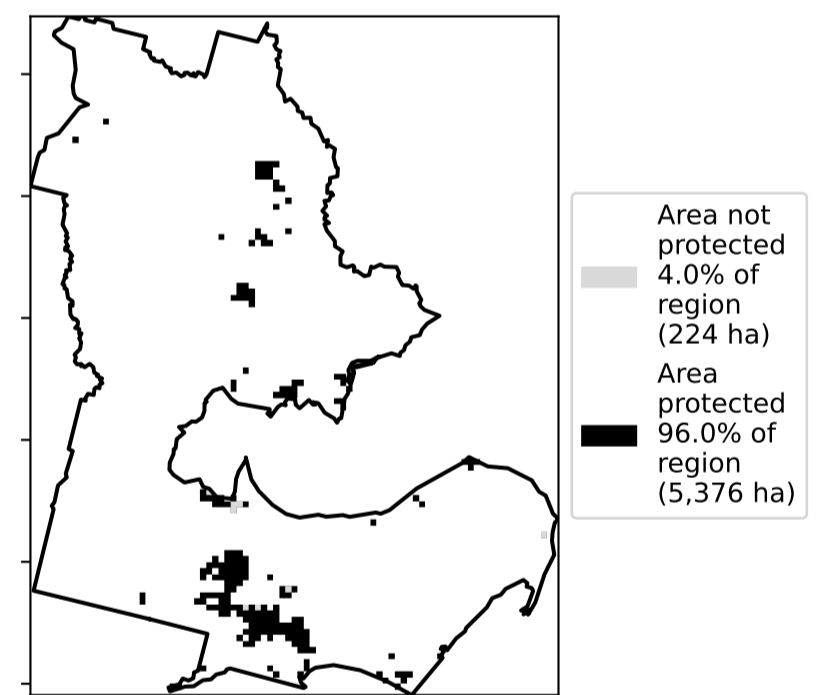 Area not
protected
4.0% of
region
(224 ha)
Area
protected
96.0% of
region
(5,376 ha)